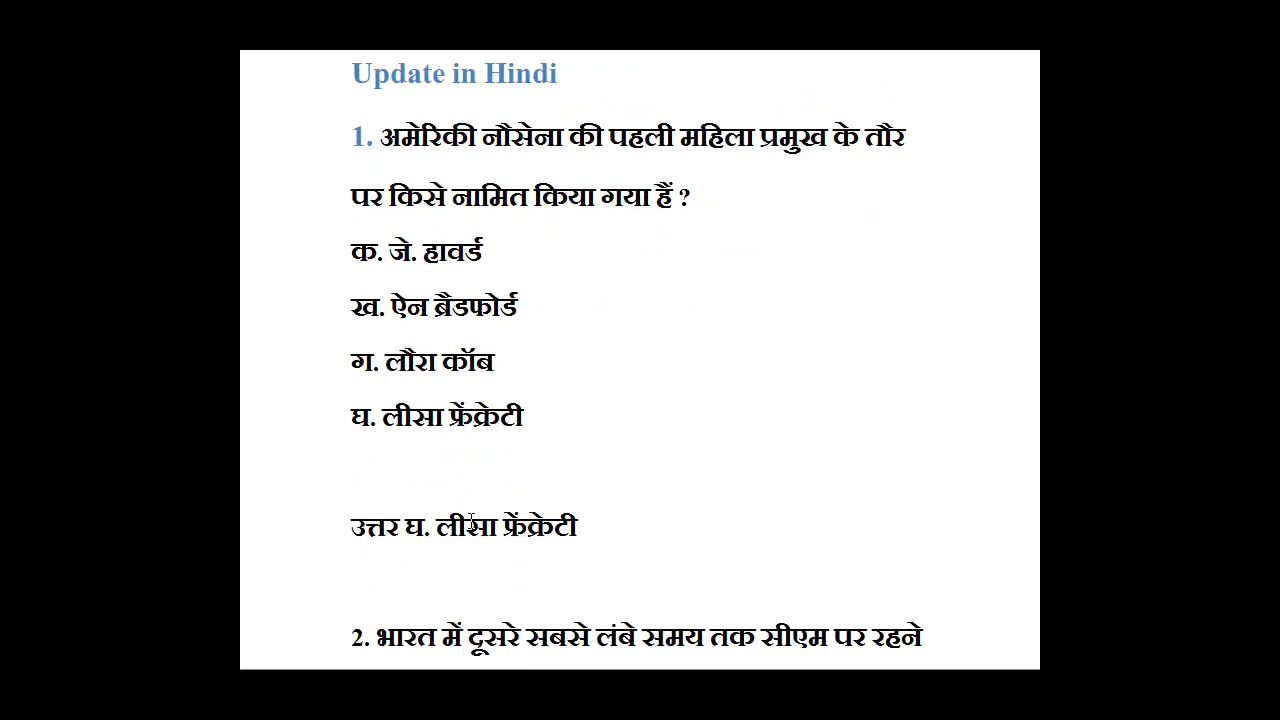 Update in Hindi
1. अमेरिकी नौसेना की पहली महिला प्रमुख के तौर
पर किसे नामित किया गया हैं ?
क. जे. हावर्ड
ख. ऐन ब्रैडफोर्ड
ग. लौरा कॉब
घ. लीसा फ्रेंक्रेटी
उत्तर घ. लीसा फ्रेंक्रेटी
2. भारत में दूसरे सबसे लंबे समय तक सीएम पर रहने